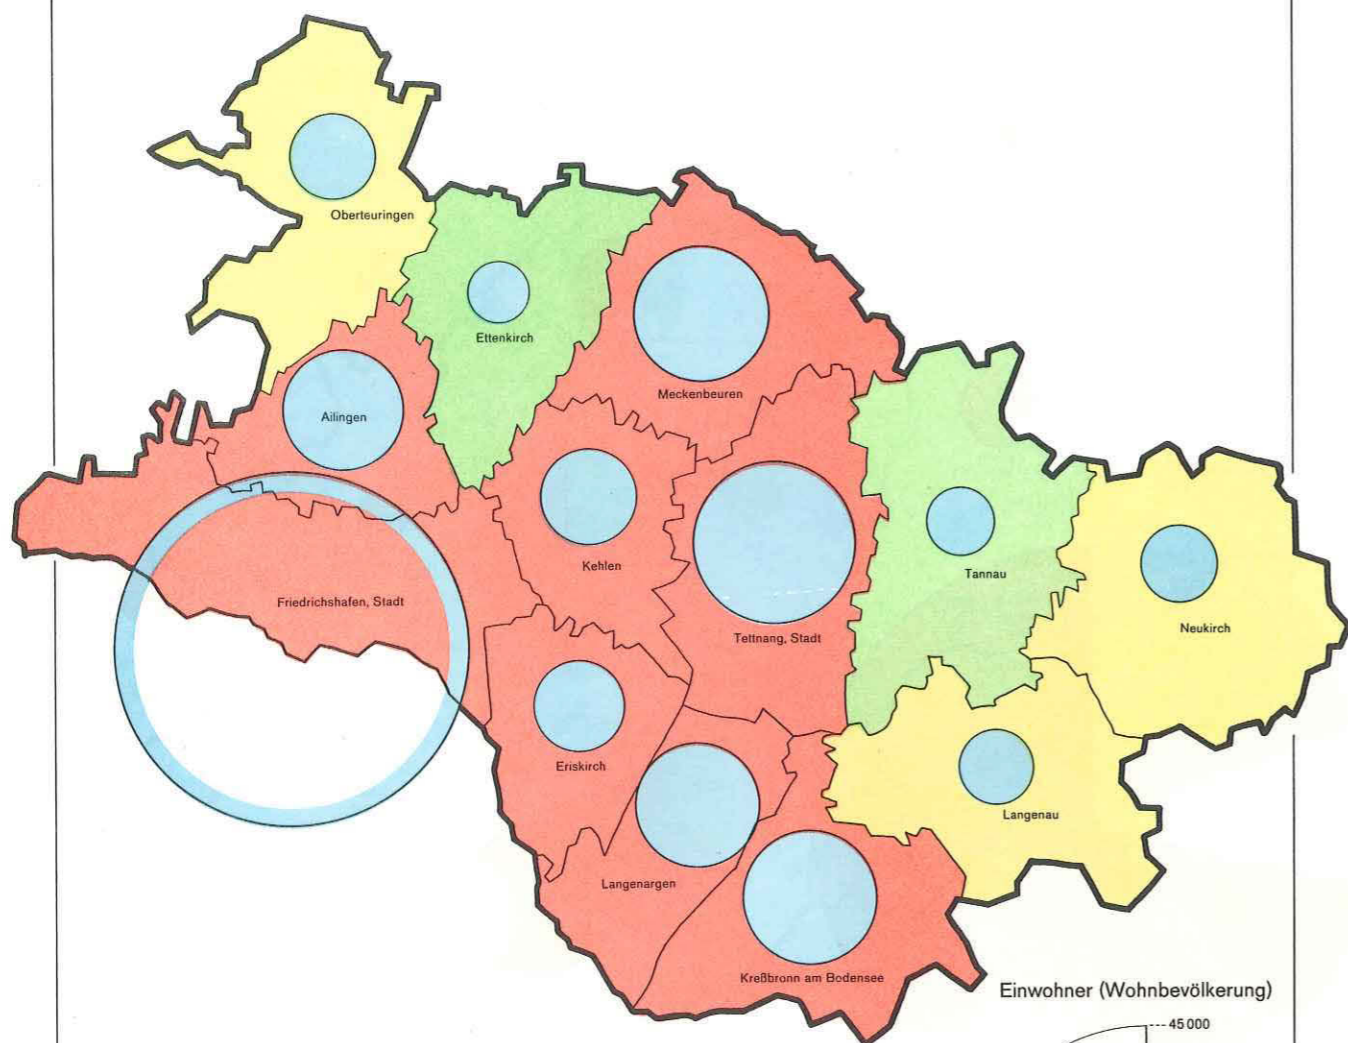 Oberteuringen
Ettenkirch
Meckenbeuren
Ailingen
Kehlen
Tannau
Friedrichshafen, Stadt
Tettnang, Stadt
Neukirch
Eriskirch
Langenau
Langenargen
Kreßbronn am Bodensee
Einwohner (Wohnbevölkerung)
45 000